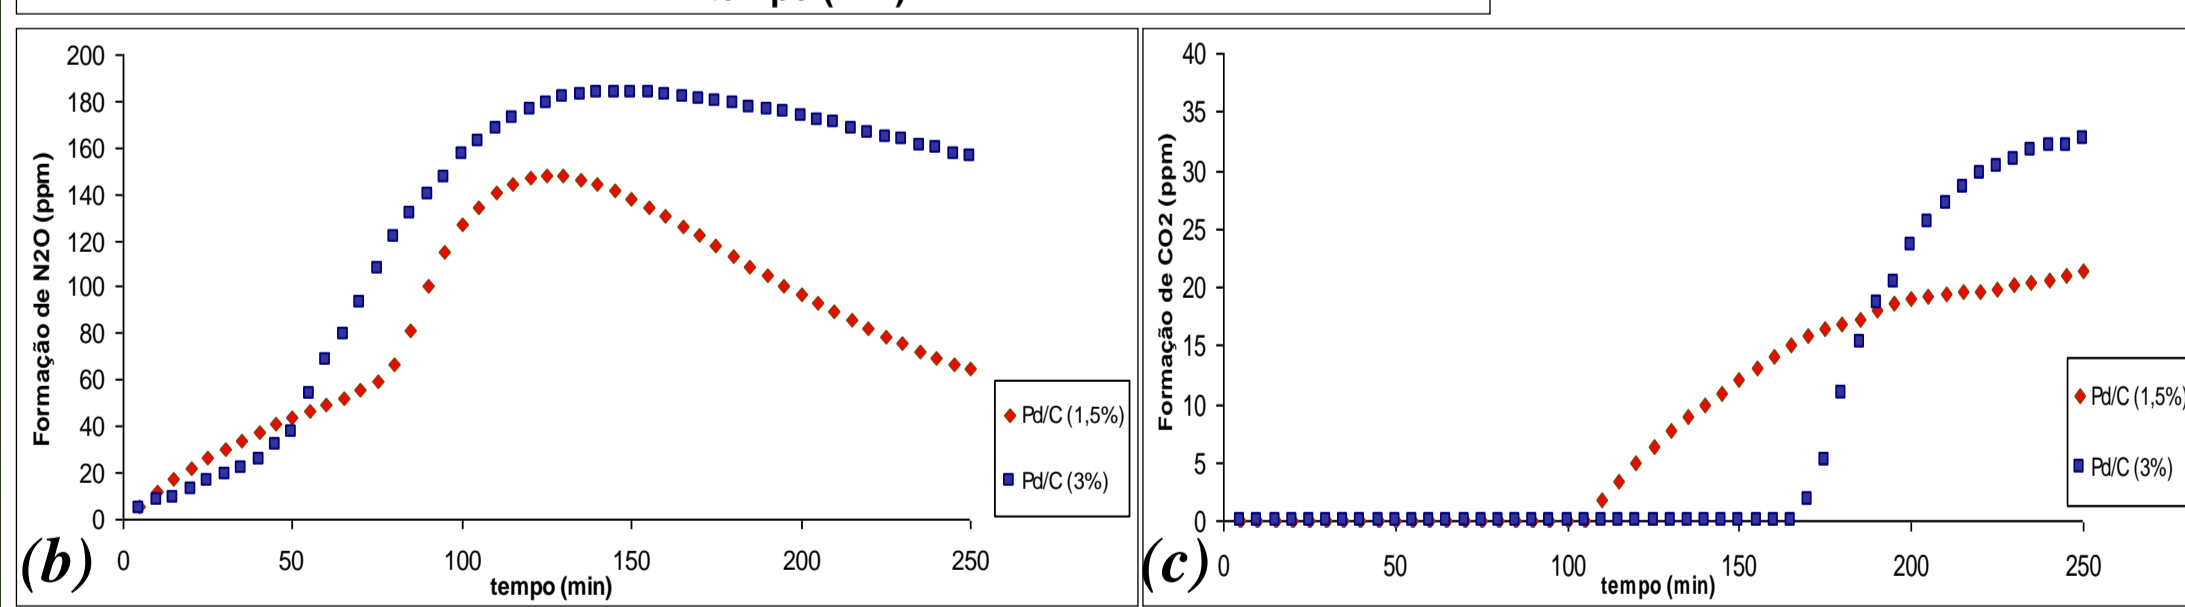 200
180
160
140
120
100
80
60
40
20
0
Formação de N2O (ppm)
0 50 100 150 200 250
tempo (min)
Pd/C (1,5%)
Pd/C (3%)
(b)
40
35
30
25
20
15
10
5
0
Formação de CO2 (ppm)
0 50 100 150 200 250
tempo (min)
Pd/C (1,5%)
Pd/C (3%)
(c)